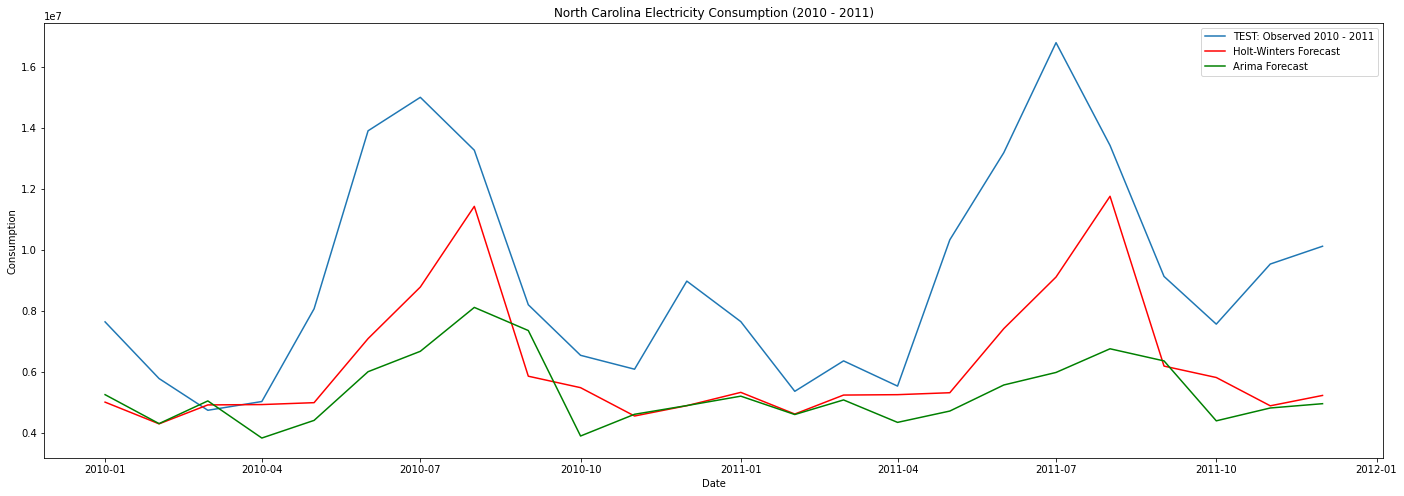 North Carolina Electricity Consumption (2010 - 2011)
1e7
TEST: Observed 2010 - 2011
Holt-Winters Forecast
Arima Forecast
1.6
1.4
1.2
1.0
0.8
0.6
0.4
Consumption
2010-01 2010-04 2010-07 2010-10 2011-01 2011-04 2011-07 2011-10 2012-01
Date